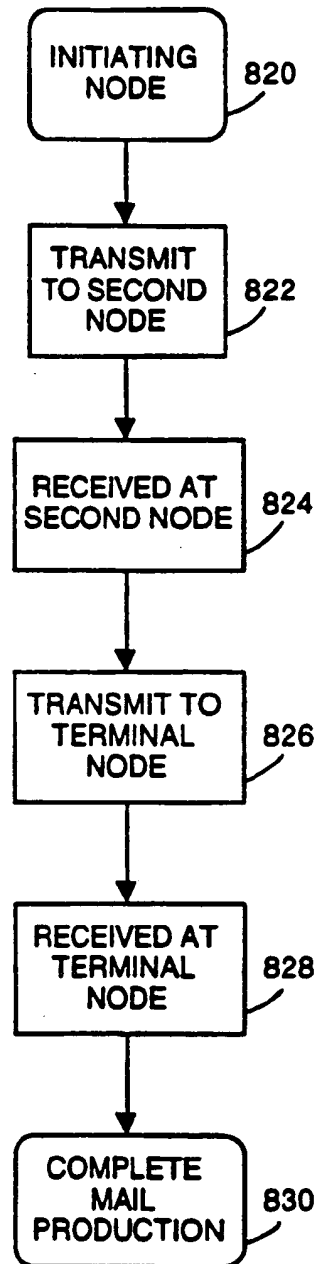 INITIATING
NODE
820
TRANSMIT
TO SECOND
NODE
822
RECEIVED AT
SECOND NODE
824
TRANSMIT TO
TERMINAL
NODE
826
RECEIVED AT
TERMINAL
NODE
828
COMPLETE
MAIL
PRODUCTION
830